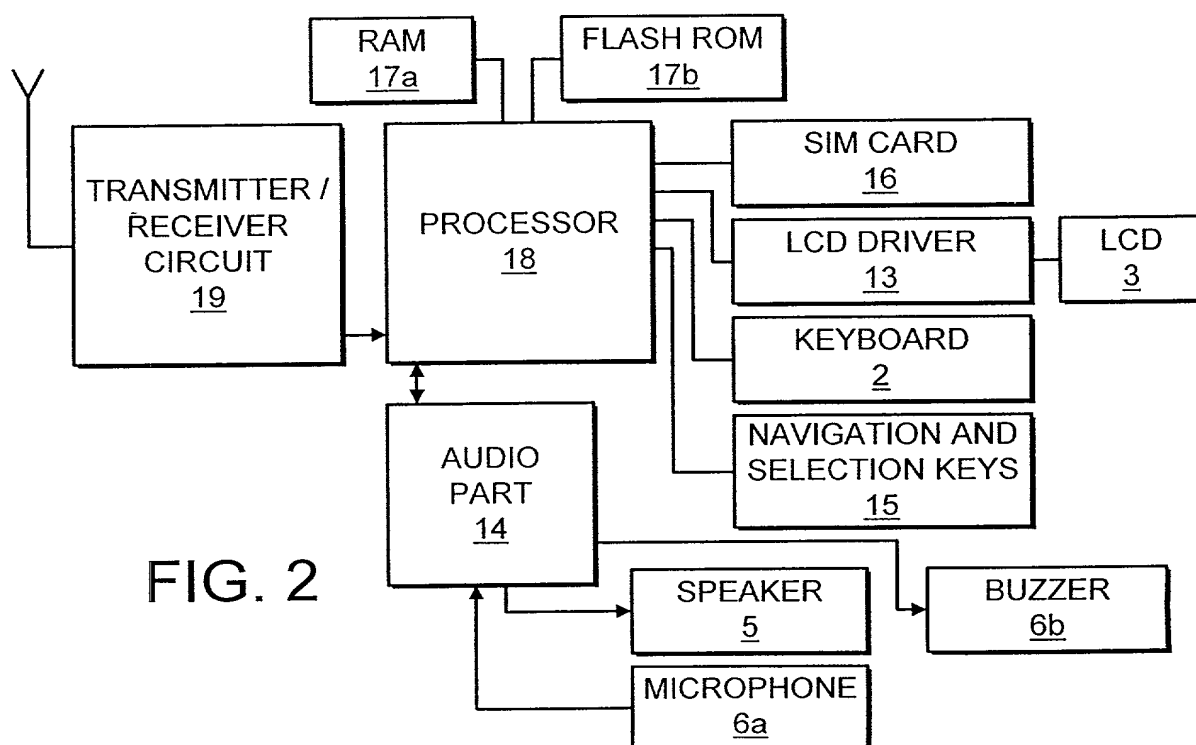 RAM
17a
FLASH ROM
17b
TRANSMITTER /
RECEIVER
CIRCUIT
19
PROCESSOR
18
SIM CARD
16
LCD DRIVER
13
LCD
3
KEYBOARD
2
NAVIGATION AND
SELECTION KEYS
15
AUDIO
PART
14
FIG. 2
SPEAKER
5
BUZZER
6b
MICROPHONE
6a